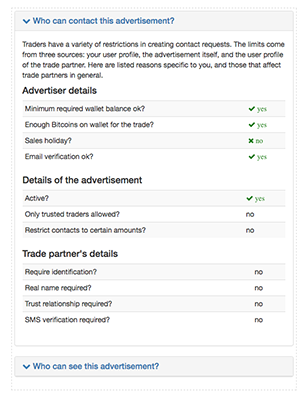 Who can contact this advertisement?
Traders have a variety of restrictions in creating contact requests. The limits come
from three sources: your user profile, the advertisement itself, and the user profile
of the trade partner. Here are listed reasons specific to you, and those that affect
trade partners in general.
Advertiser details
Minimum required wallet balance ok? yes
Enough Bitcoins on wallet for the trade? yes
Sales holiday? no
Email verification ok? yes
Details of the advertisement
Active? yes
Only trusted traders allowed? no
Restrict contacts to certain amounts? no
Trade partner's details
Require identification? no
Real name required? no
Trust relationship required? no
SMS verification required? no
Who can see this advertisement?